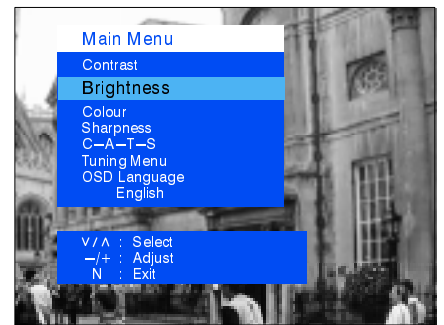 Main Menu
Contrast
Brightness
Colour
Sharpness
C—A—T—S
Tuning Menu
OSD Language
English
∨/∧ : Select
—/+ : Adjust
N : Exit